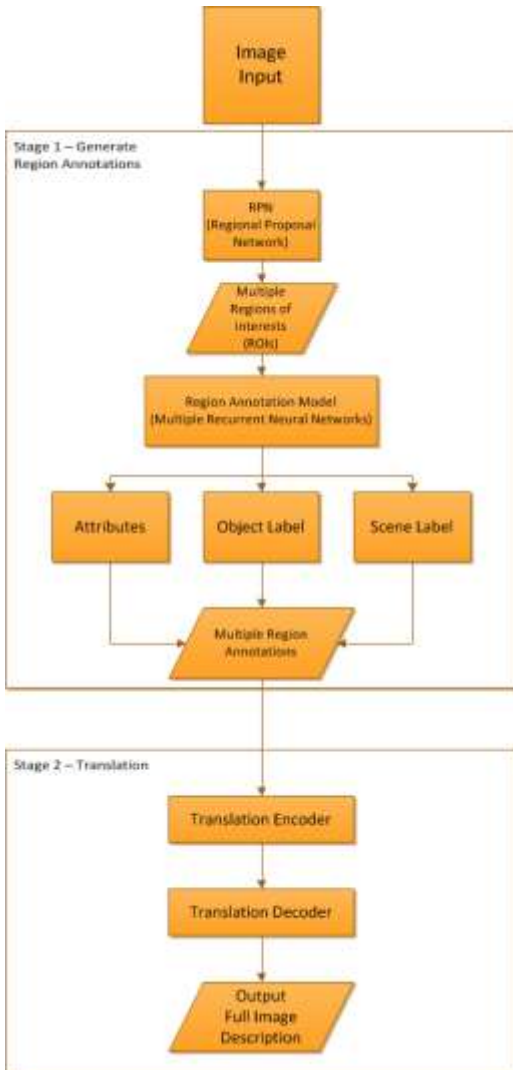 Image
Input
Stage 1 – Generate
Region Annotations
RPN
(Regional Proposal
Network)
Multiple
Regions of
Interests
(ROIs)
Region Annotation Model
(Multiple Recurrent Neural Networks)
Attributes
Object Label
Scene Label
Multiple Region
Annotations
Stage 2 – Translation
Translation Encoder
Translation Decoder
Output
Full Image
Description